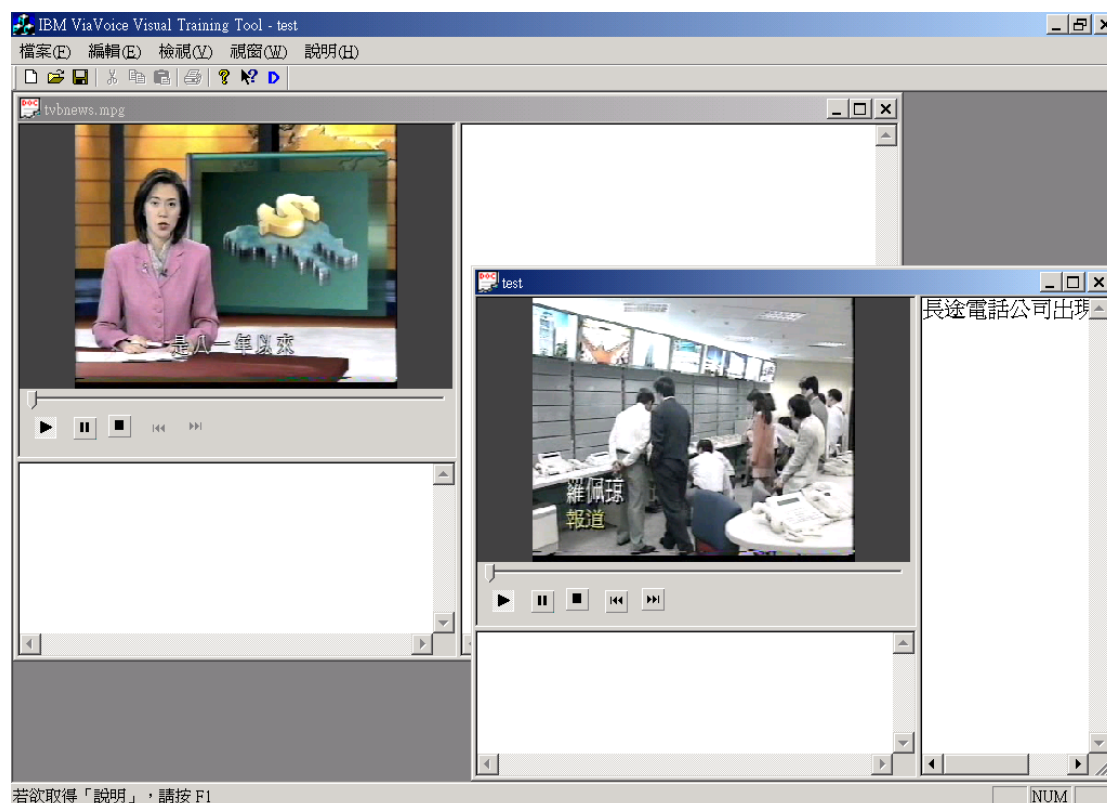 IBM ViaVoice Visual Training Tool - test
檔案(F) 編輯(E) 檢視(V) 視窗(W) 說明(H)
tvbnews.mpg
是八一年以來
test
長途電話公司出現
羅佩琼
報道
若欲取得「說明」，請按 F1
NUM